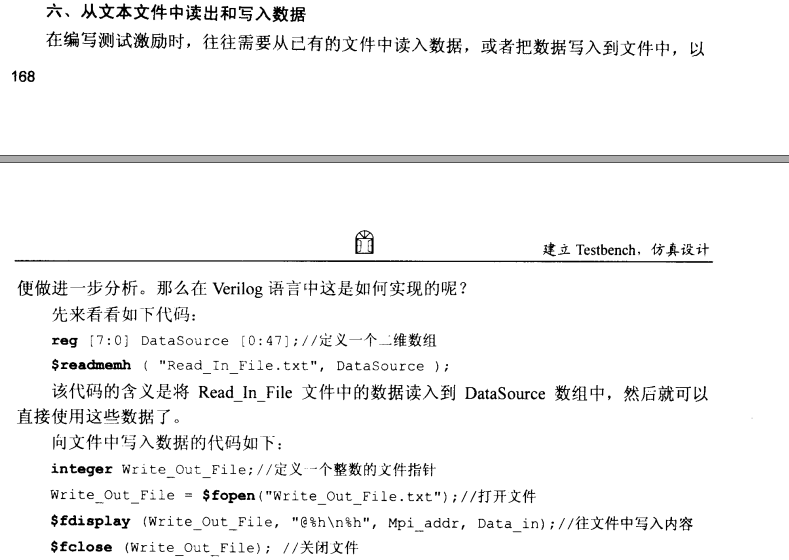 六、从文本文件中读出和写入数据
在编写测试激励时，往往需要从已有的文件中读入数据，或者把数据写入到文件中，以
168
建立 Testbench，仿真设计
便做进一步分析。那么在 Verilog 语言中这是如何实现的呢？
先来看看如下代码：
reg [7:0] DataSource [0:47];//定义一个二维数组
$readmemh ( "Read_In_File.txt", DataSource );
该代码的含义是将 Read_In_File 文件中的数据读入到 DataSource 数组中，然后就可以
直接使用这些数据了。
向文件中写入数据的代码如下：
integer Write_Out_File;//定义一个整数的文件指针
Write_Out_File = $fopen("Write_Out_File.txt");//打开文件
$fdisplay (Write_Out_File, "@%h\n%h", Mpi_addr, Data_in);//往文件中写入内容
$fclose (Write_Out_File); //关闭文件